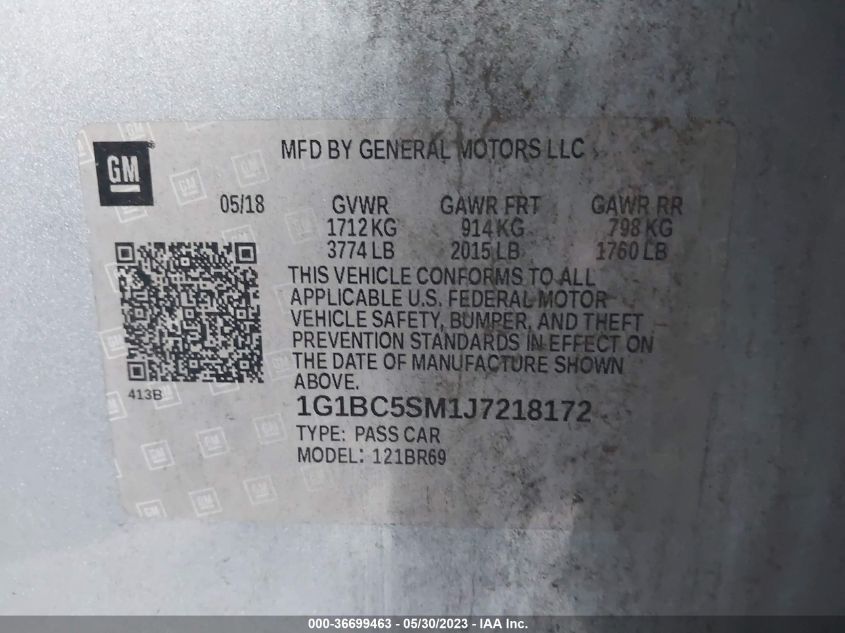 GM
MFD BY GENERAL MOTORS LLC
05/18 GVWR GAWR FRT GAWR RR
1712 KG 914 KG 798 KG
3774 LB 2015 LB 1760 LB
THIS VEHICLE CONFORMS TO ALL
APPLICABLE U.S. FEDERAL MOTOR
VEHICLE SAFETY, BUMPER, AND THEFT
PREVENTION STANDARDS IN EFFECT ON
THE DATE OF MANUFACTURE SHOWN
ABOVE.
413B
1G1BC5SM1J7218172
TYPE: PASS CAR
MODEL: 121BR69
000-36699463 - 05/30/2023 - IAA Inc.